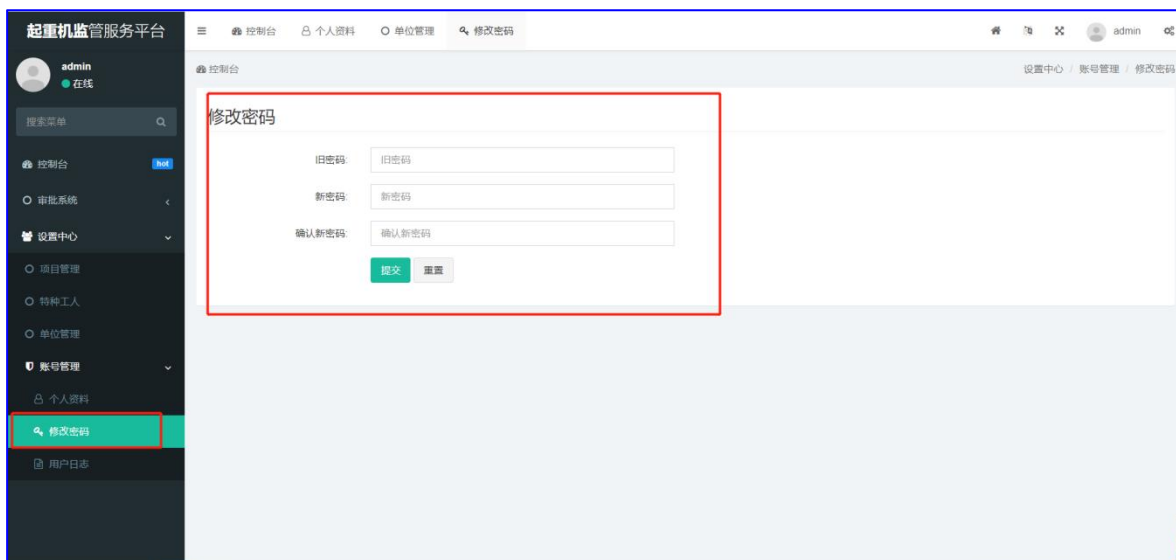 起重机监管服务平台
控制台 个人资料 单位管理 修改密码
admin
admin
在线
控制台
设置中心 / 账号管理 / 修改密码
搜索菜单
控制台 hot
审批系统
设置中心
项目管理
特种工人
单位管理
账号管理
个人资料
修改密码
用户日志
修改密码
旧密码: 旧密码
新密码: 新密码
确认新密码: 确认新密码
提交 重置